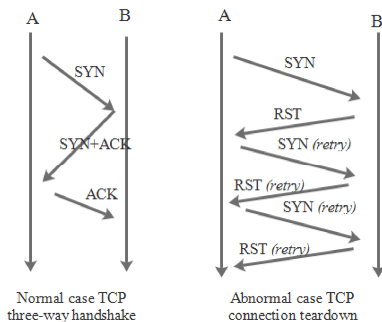 A
B
SYN
SYN+ACK
ACK
Normal case TCP
three-way handshake
A
B
SYN
RST
SYN (retry)
RST (retry)
SYN (retry)
RST (retry)
Abnormal case TCP
connection teardown